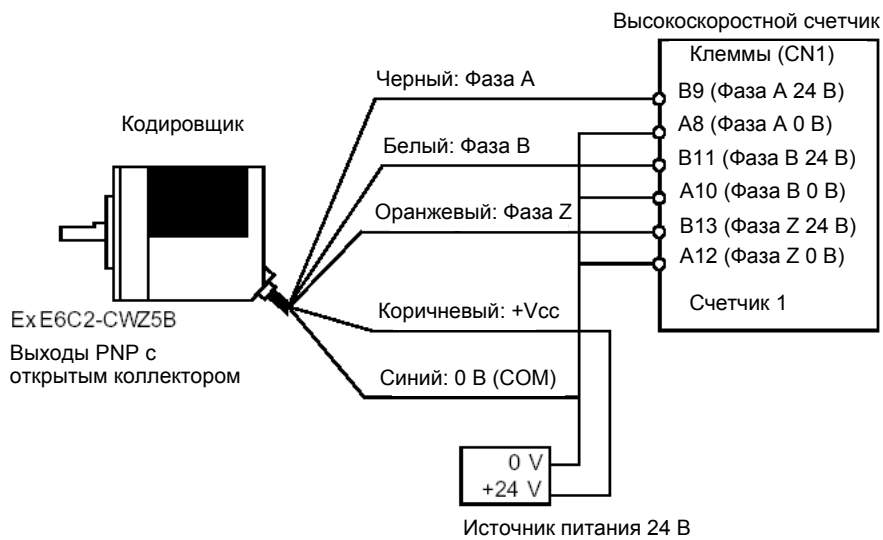 Высокоскоростной счетчик
Клеммы (CN1)
Черный: Фаза A
B9 (Фаза A 24 В)
Кодировщик
A8 (Фаза A 0 В)
Белый: Фаза B
B11 (Фаза B 24 В)
A10 (Фаза B 0 В)
Оранжевый: Фаза Z
B13 (Фаза Z 24 В)
A12 (Фаза Z 0 В)
Коричневый: +Vcc
Счетчик 1
Ex E6C2-CWZ5B
Выходы PNP с
открытым коллектором
Синий: 0 В (COM)
0 V
+24 V
Источник питания 24 В